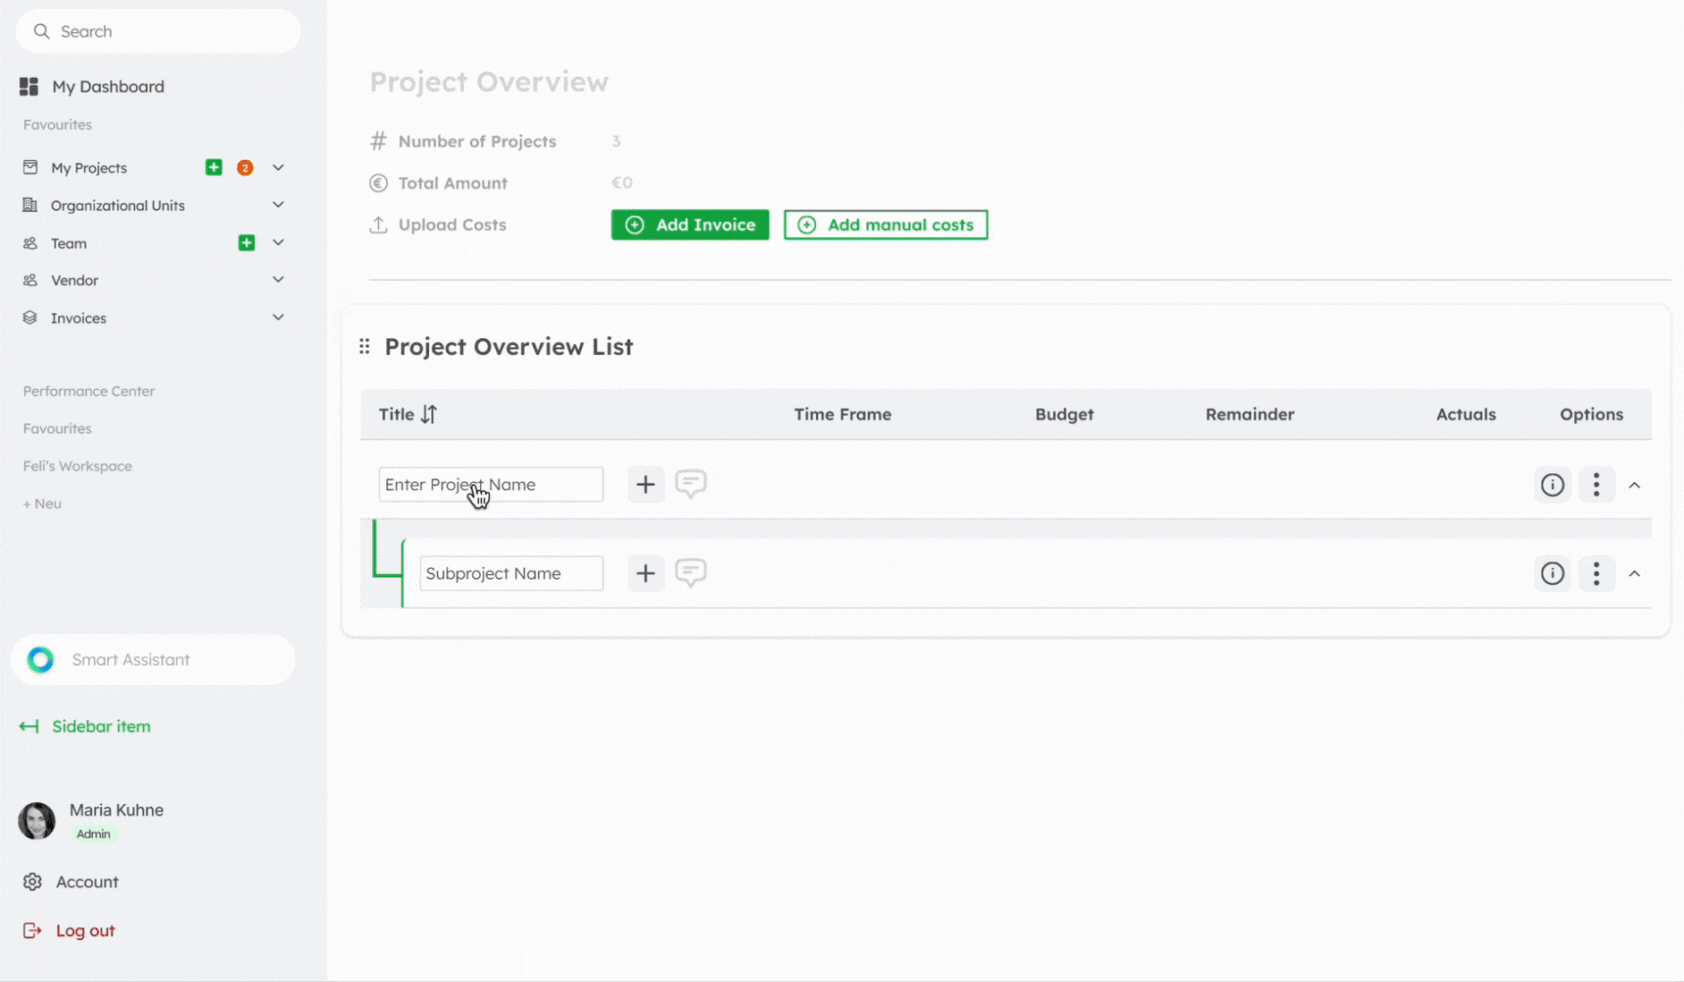 Search
My Dashboard
Favourites
My Projects 2
Organizational Units
Team
Vendor
Invoices
Performance Center
Favourites
Feli's Workspace
+ Neu
Smart Assistant
Sidebar item
Maria Kuhne
Admin
Account
Log out
Project Overview
# Number of Projects 3
€ Total Amount €0
Upload Costs Add Invoice Add manual costs
Project Overview List
Title Time Frame Budget Remainder Actuals Options
Enter Project Name
Subproject Name